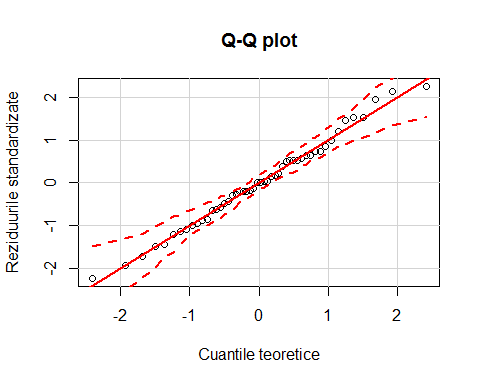 Q-Q plot
Reziduurile standardizate
2
1
0
-1
-2
-2 -1 0 1 2
Cuantile teoretice